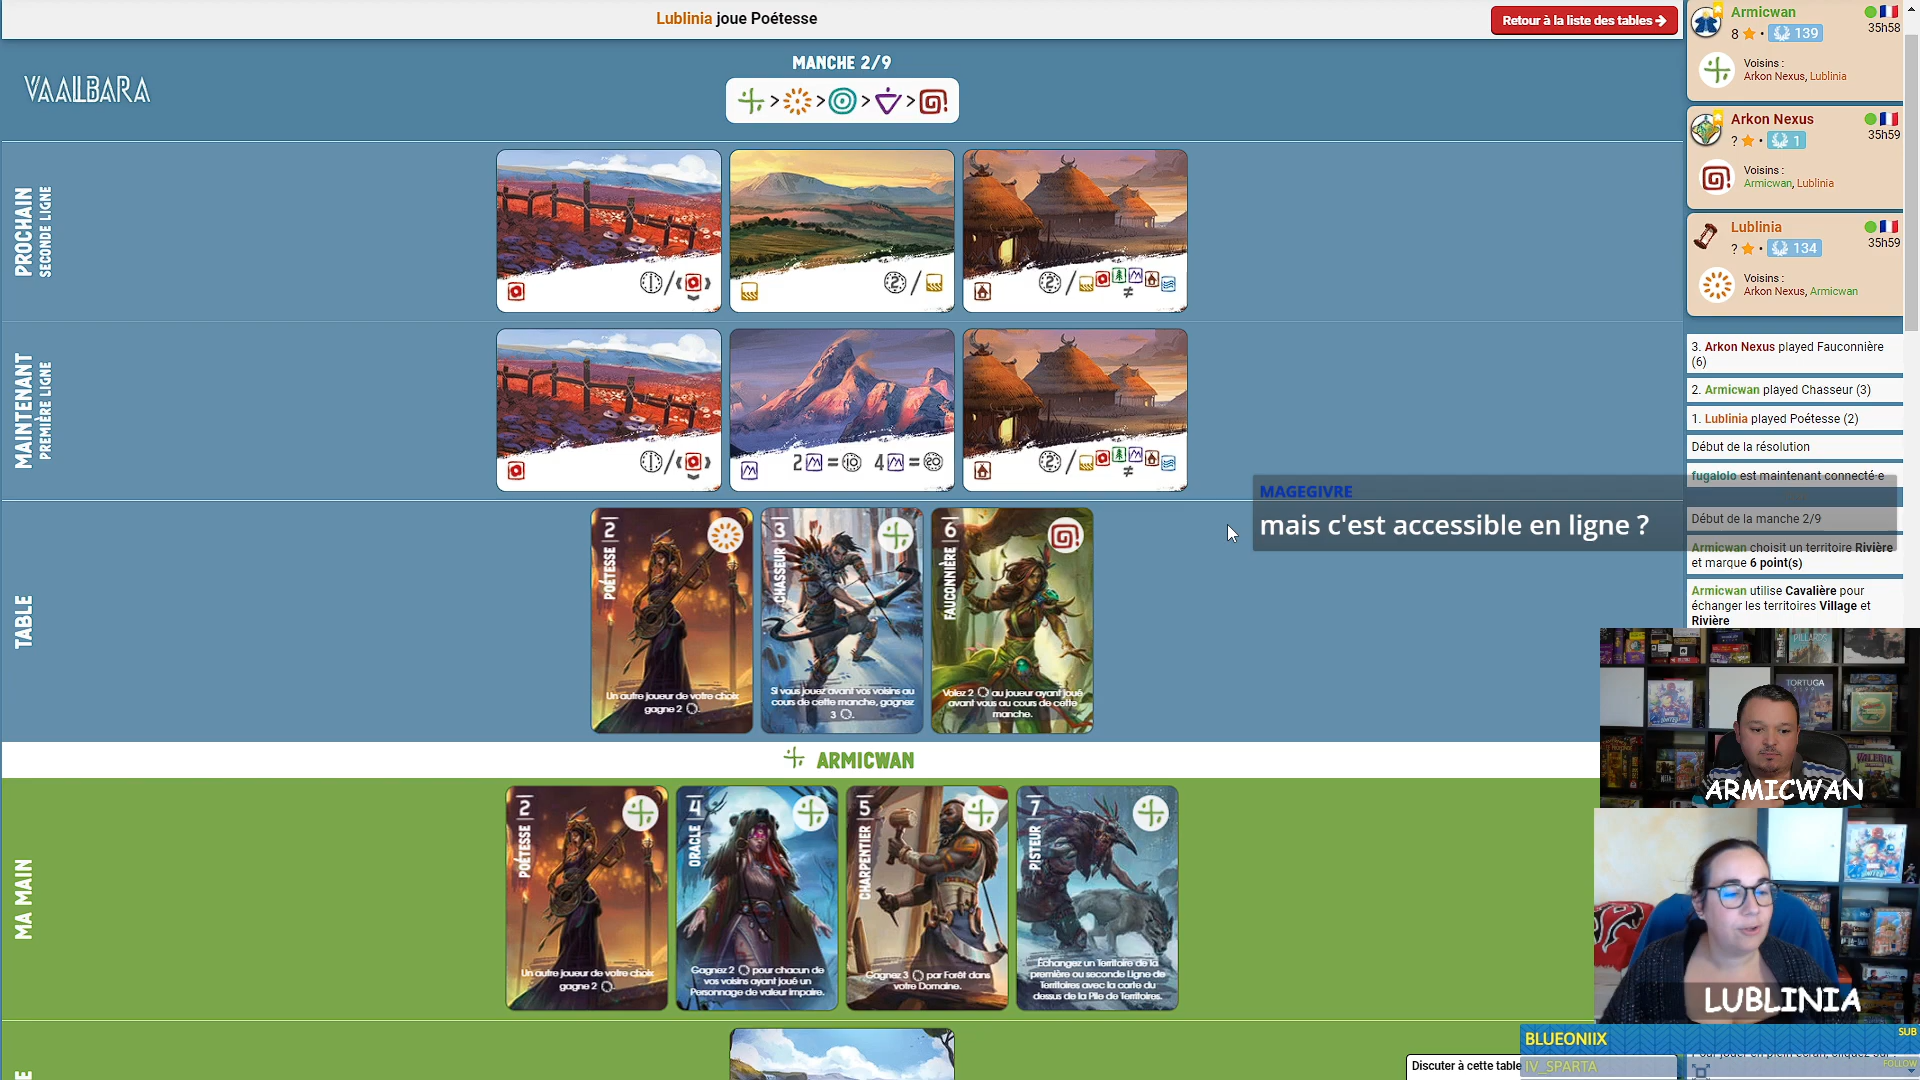 Lublinia joue Poétesse
Retour à la liste des tables
VAALBARA
MANCHE 2/9
PROCHAIN
SECONDE LIGNE
MAINTENANT
PREMIÈRE LIGNE
2 = 10 4 = 20
TABLE
2
POÉTESSE
Un autre joueur de votre choix
gagne 2
3
CHASSEUR
Si vous jouez avant vos voisins au
cours de cette manche, gagnez
3
6
FAUCONNIÈRE
Volez 2 au joueur ayant joué
avant vous au cours de cette
manche.
ARMICWAN
MA MAIN
2
POÉTESSE
Un autre joueur de votre choix
gagne 2
4
ORACLE
Gagnez 2 pour chacun de
vos voisins ayant joué un
Personnage de valeur impaire.
5
CHARPENTIER
Gagnez 3 par Forêt dans
votre Domaine.
7
PISTEUR
Échangez un Territoire de la
première ou seconde Ligne de
Territoires avec la carte du
dessus de la Pile de Territoires.
Armicwan
35h58
8 • 139
Voisins :
Arkon Nexus, Lublinia
Arkon Nexus
35h59
? • 1
Voisins :
Armicwan, Lublinia
Lublinia
35h59
? • 134
Voisins :
Arkon Nexus, Armicwan
3. Arkon Nexus played Fauconnière
(6)
2. Armicwan played Chasseur (3)
1. Lublinia played Poétesse (2)
Début de la résolution
fugalolo est maintenant connecté·e
Début de la manche 2/9
Armicwan choisit un territoire Rivière
et marque 6 point(s)
Armicwan utilise Cavalière pour
échanger les territoires Village et
Rivière
MAGEGIVRE
mais c'est accessible en ligne ?
TORTUGA
ARMICWAN
LUBLINIA
BLUEONIIX
SUB
Discuter à cette table
IV_SPARTA
FOLLOW